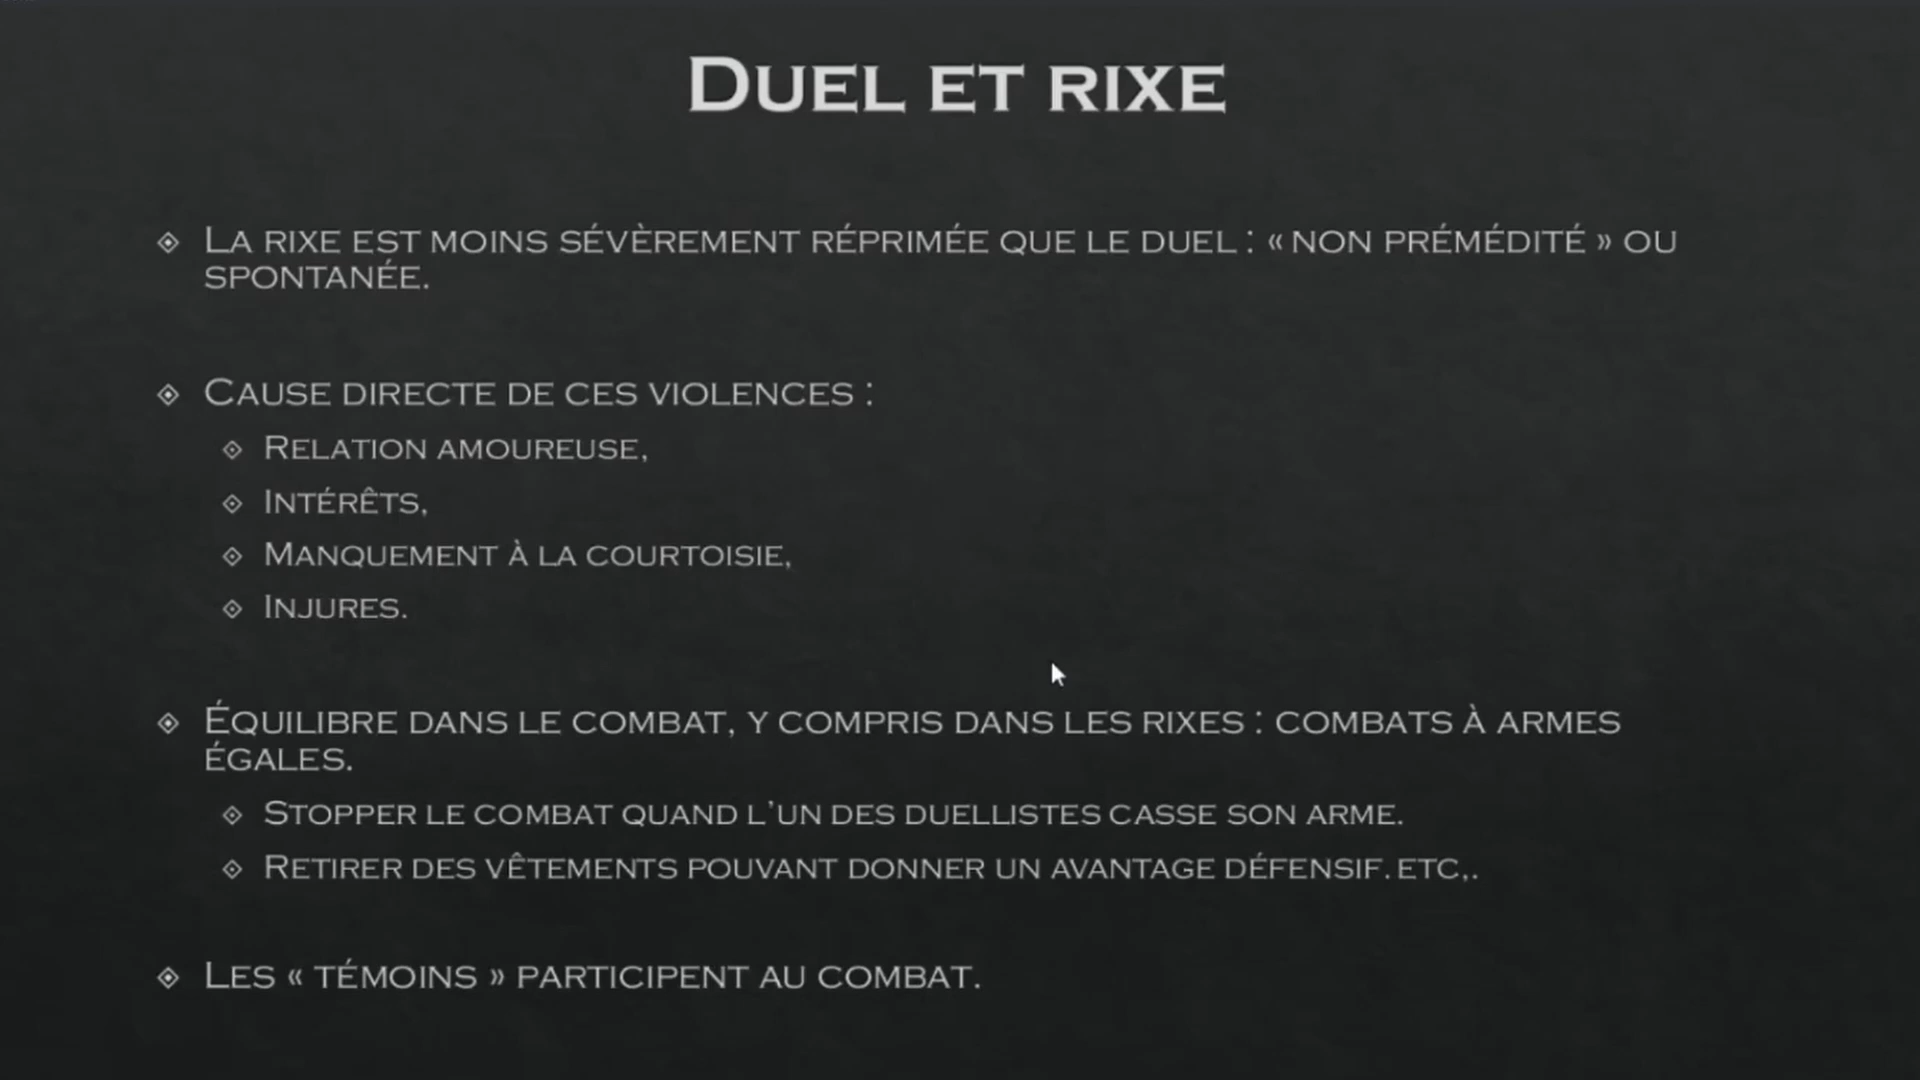 Duel et rixe
La rixe est moins sévèrement réprimée que le duel : « non prémédité » ou
spontanée.
Cause directe de ces violences :
Relation amoureuse,
Intérêts,
Manquement à la courtoisie,
Injures.
Équilibre dans le combat, y compris dans les rixes : combats à armes
égales.
Stopper le combat quand l'un des duellistes casse son arme.
Retirer des vêtements pouvant donner un avantage défensif. etc,.
Les « témoins » participent au combat.